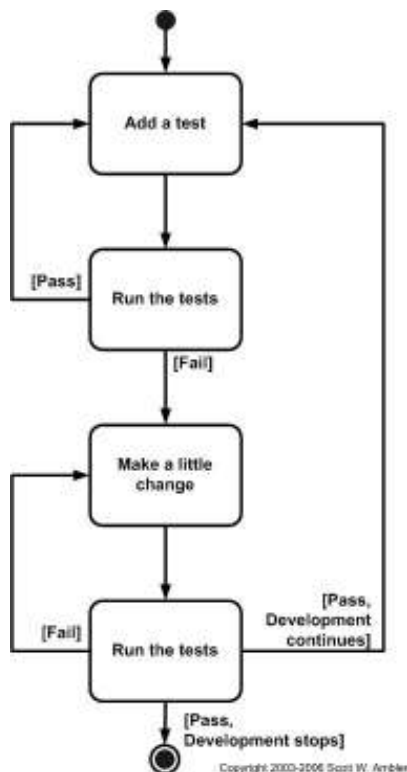 Add a test
[Pass]
Run the tests
[Fail]
Make a little
change
[Fail]
Run the tests
[Pass,
Development
continues]
[Pass,
Development stops]
Copyright 2003-2006 Scott W. Ambler